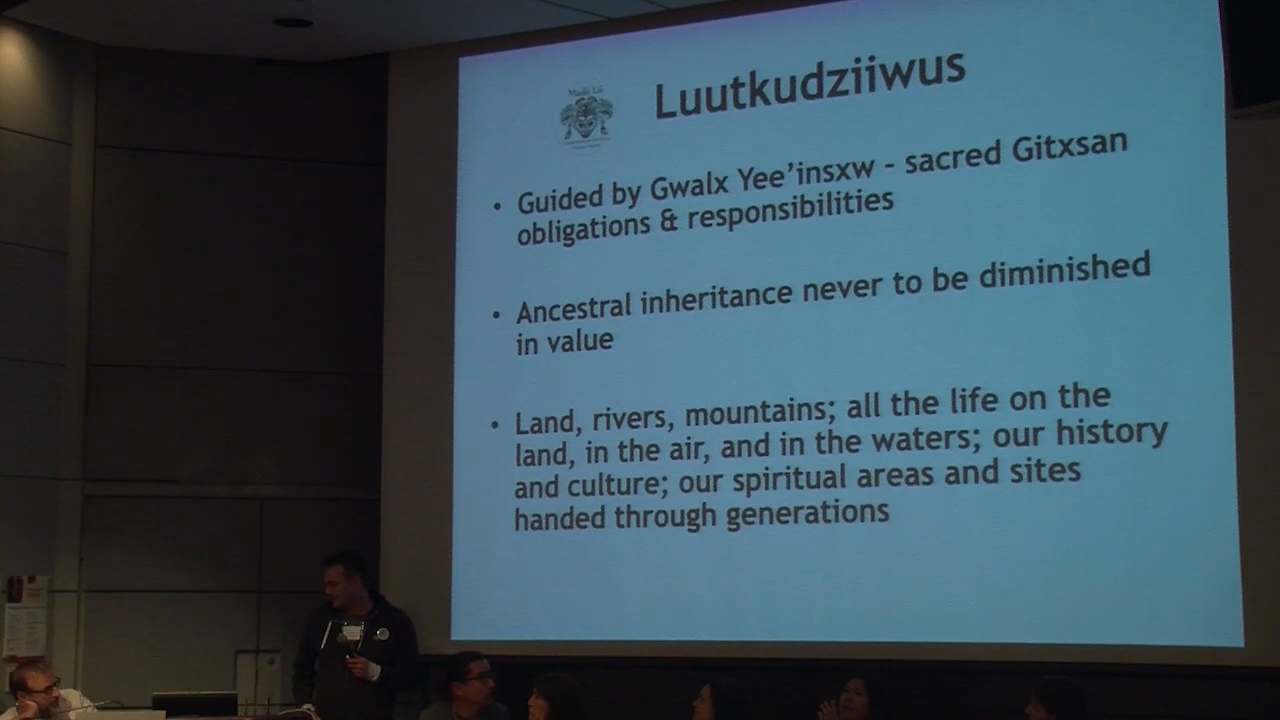 Madii Lii
Luutkudziiwus
• Guided by Gwalx Yee'insxw – sacred Gitxsan
obligations & responsibilities
• Ancestral inheritance never to be diminished
in value
• Land, rivers, mountains; all the life on the
land, in the air, and in the waters; our history
and culture; our spiritual areas and sites
handed through generations